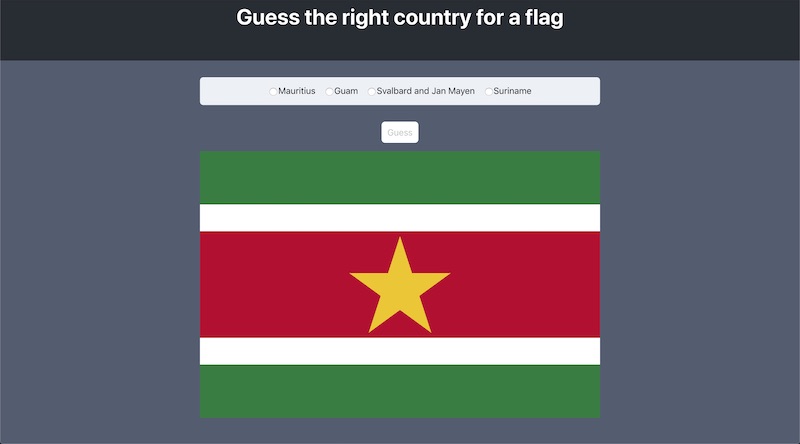 Guess the right country for a flag
Mauritius Guam Svalbard and Jan Mayen Suriname
Guess